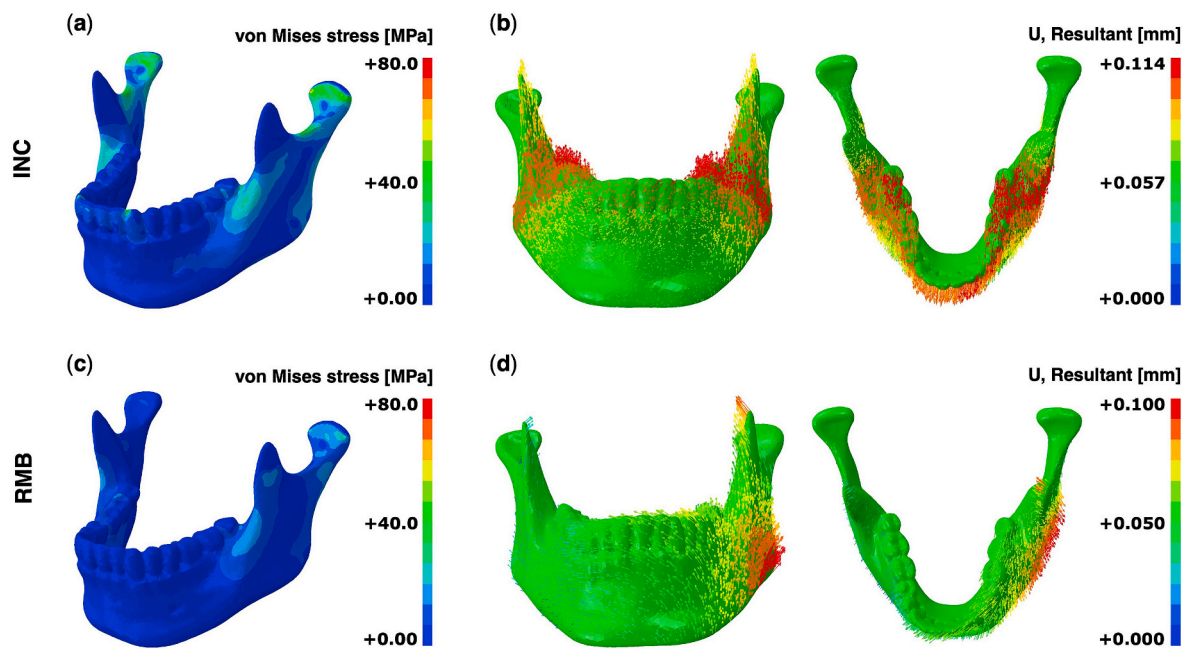 (a)
von Mises stress [MPa]
+80.0
+40.0
+0.00
(b)
U, Resultant [mm]
+0.114
+0.057
+0.000
INC
(c)
von Mises stress [MPa]
+80.0
+40.0
+0.00
(d)
U, Resultant [mm]
+0.100
+0.050
+0.000
RMB